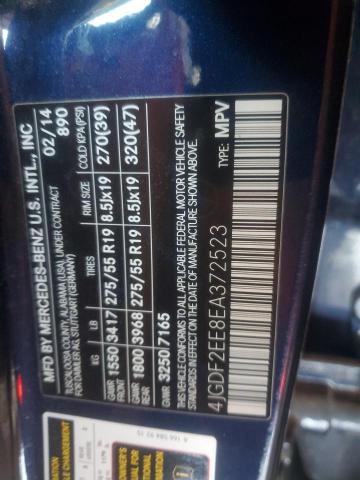 MFD BY MERCEDES-BENZ U.S. INTL., INC
TUSCALOOSA COUNTY, ALABAMA (USA), UNDER CONTRACT 02/14
FOR DAIMLER AG, STUTTGART (GERMANY) 890
KG LB TIRES RIM SIZE COLD KPA(PSI)
GAWR FRONT 1550 3417 275/55 R19 8.5Jx19 270(39)
GAWR REAR 1800 3968 275/55 R19 8.5Jx19 320(47)
GVWR 3250 7165
THIS VEHICLE CONFORMS TO ALL APPLICABLE FEDERAL MOTOR VEHICLE SAFETY
STANDARDS IN EFFECT ON THE DATE OF MANUFACTURE SHOWN ABOVE.
4JGDF2EE8EA372523 TYPE: MPV